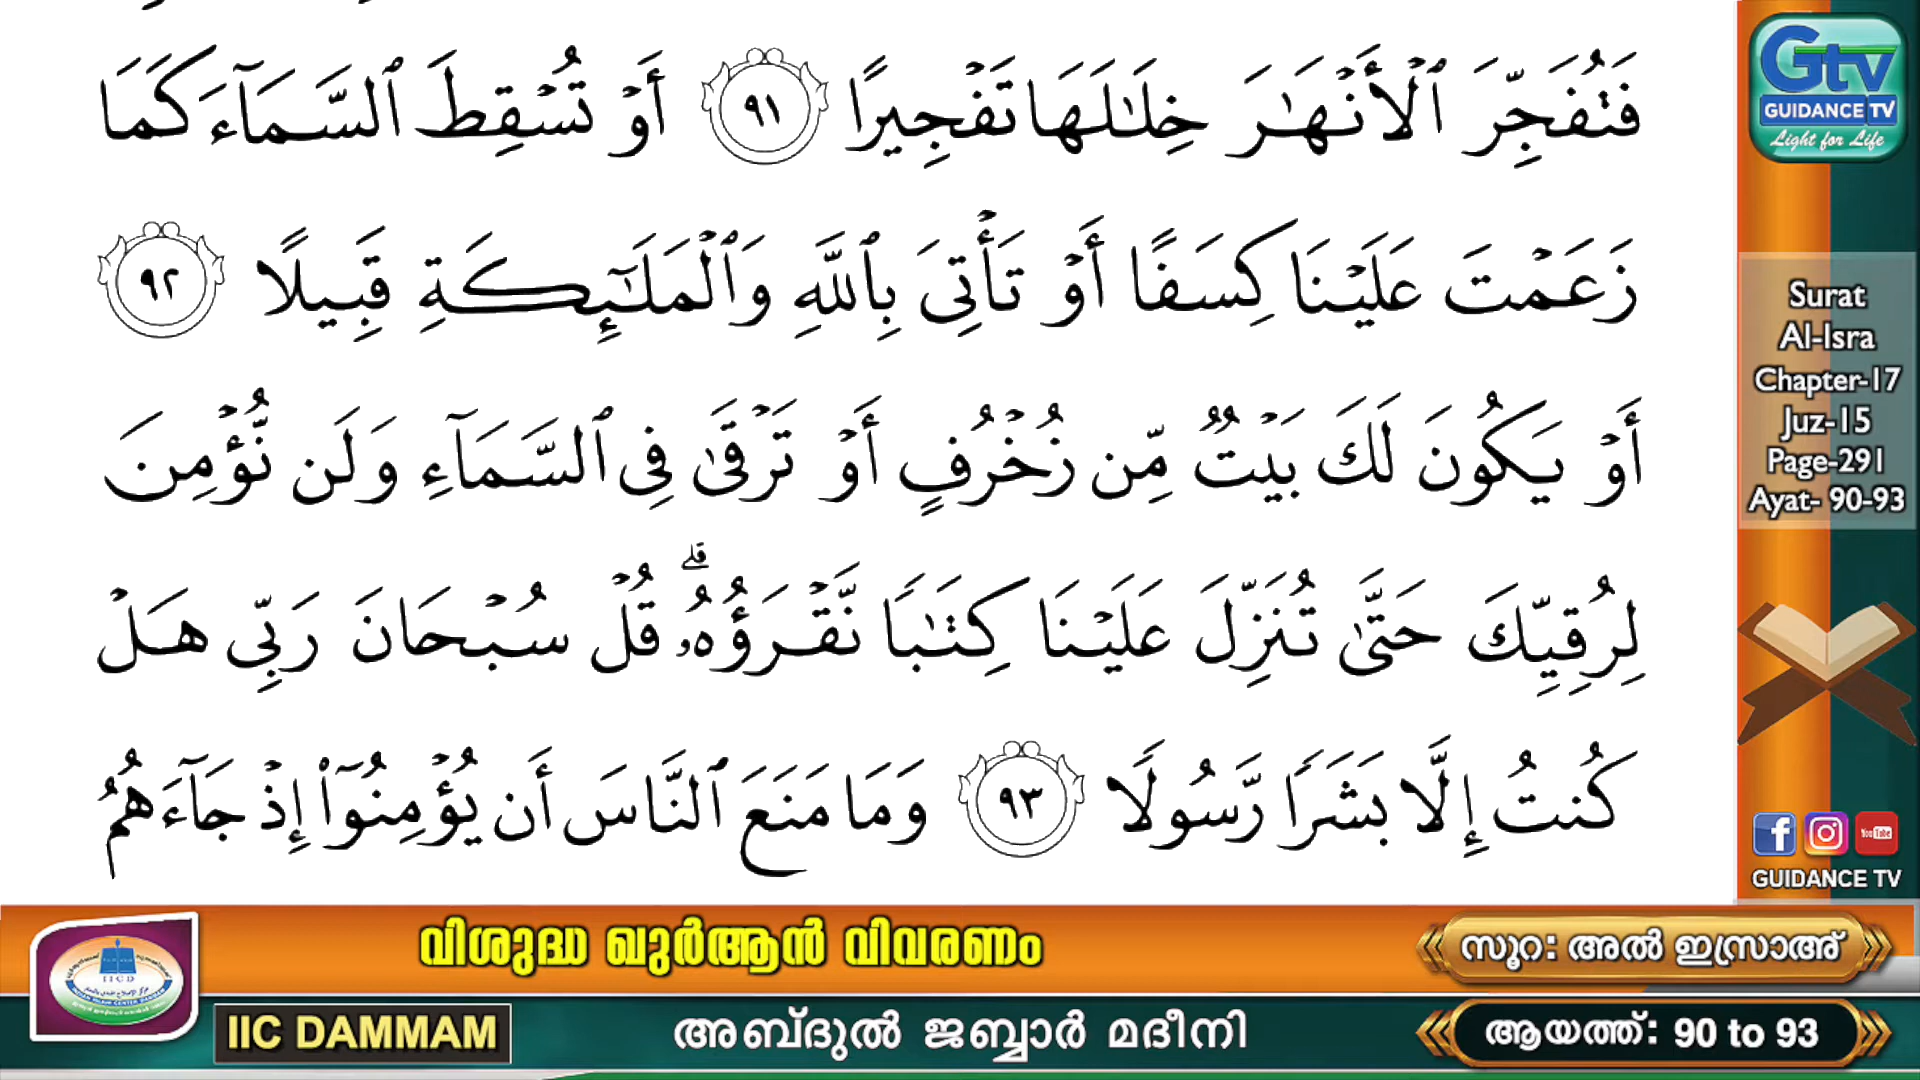 فَتُفَجِّرَ ٱلْأَنْهَٰرَ خِلَٰلَهَا تَفْجِيرًا ٩١ أَوْ تُسْقِطَ ٱلسَّمَآءَ كَمَا
زَعَمْتَ عَلَيْنَا كِسَفًا أَوْ تَأْتِىَ بِٱللَّهِ وَٱلْمَلَٰٓئِكَةِ قَبِيلًا ٩٢
أَوْ يَكُونَ لَكَ بَيْتٌ مِّن زُخْرُفٍ أَوْ تَرْقَىٰ فِى ٱلسَّمَآءِ وَلَن نُّؤْمِنَ
لِرُقِيِّكَ حَتَّىٰ تُنَزِّلَ عَلَيْنَا كِتَٰبًا نَّقْرَؤُهُۥ ۗ قُلْ سُبْحَانَ رَبِّى هَلْ
كُنتُ إِلَّا بَشَرًا رَّسُولًا ٩٣ وَمَا مَنَعَ ٱلنَّاسَ أَن يُؤْمِنُوٓا۟ إِذْ جَآءَهُمُ
Gtv
GUIDANCE TV
Light for Life
Surat
Al-Isra
Chapter-17
Juz-15
Page-291
Ayat- 90-93
YouTube
GUIDANCE TV
വിശുദ്ധ ഖുർആൻ വിവരണം
സൂറ: അൽ ഇസ്രാഅ്
IICD
IIC DAMMAM
അബ്ദുൽ ജബ്ബാർ മദീനി
ആയത്ത്: 90 to 93